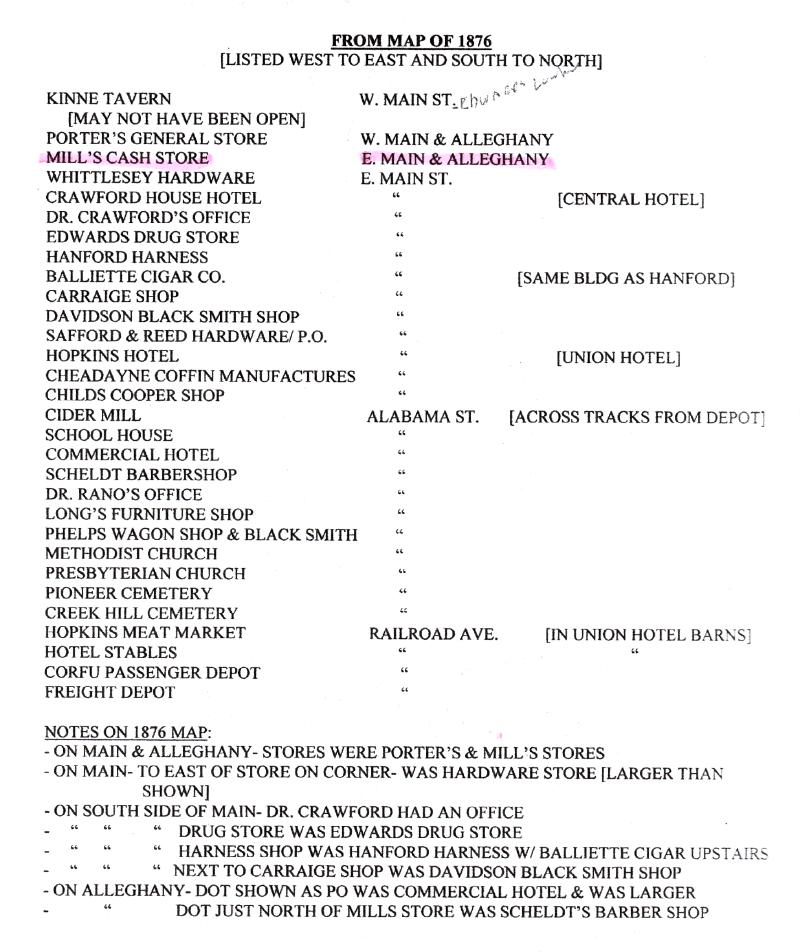 FROM MAP OF 1876
[LISTED WEST TO EAST AND SOUTH TO NORTH]
KINNE TAVERN W. MAIN ST.
[MAY NOT HAVE BEEN OPEN]
PORTER'S GENERAL STORE W. MAIN & ALLEGHANY
MILL'S CASH STORE E. MAIN & ALLEGHANY
WHITTLESEY HARDWARE E. MAIN ST.
CRAWFORD HOUSE HOTEL “ [CENTRAL HOTEL]
DR. CRAWFORD'S OFFICE “
EDWARDS DRUG STORE “
HANFORD HARNESS “
BALLIETTE CIGAR CO. “ [SAME BLDG AS HANFORD]
CARRAIGE SHOP “
DAVIDSON BLACK SMITH SHOP “
SAFFORD & REED HARDWARE/ P.O. “
HOPKINS HOTEL “ [UNION HOTEL]
CHEADAYNE COFFIN MANUFACTURES “
CHILDS COOPER SHOP “
CIDER MILL ALABAMA ST. [ACROSS TRACKS FROM DEPOT]
SCHOOL HOUSE “
COMMERCIAL HOTEL “
SCHELDT BARBERSHOP “
DR. RANO'S OFFICE “
LONG'S FURNITURE SHOP “
PHELPS WAGON SHOP & BLACK SMITH “
METHODIST CHURCH “
PRESBYTERIAN CHURCH “
PIONEER CEMETERY “
CREEK HILL CEMETERY “
HOPKINS MEAT MARKET RAILROAD AVE. [IN UNION HOTEL BARNS]
HOTEL STABLES “ “
CORFU PASSENGER DEPOT “
FREIGHT DEPOT “
NOTES ON 1876 MAP:
- ON MAIN & ALLEGHANY- STORES WERE PORTER'S & MILL'S STORES
- ON MAIN- TO EAST OF STORE ON CORNER- WAS HARDWARE STORE [LARGER THAN
SHOWN]
- ON SOUTH SIDE OF MAIN- DR. CRAWFORD HAD AN OFFICE
- “ “ “ DRUG STORE WAS EDWARDS DRUG STORE
- “ “ “ HARNESS SHOP WAS HANFORD HARNESS W/ BALLIETTE CIGAR UPSTAIRS
- “ “ “ NEXT TO CARRAIGE SHOP WAS DAVIDSON BLACK SMITH SHOP
- ON ALLEGHANY- DOT SHOWN AS PO WAS COMMERCIAL HOTEL & WAS LARGER
- “ DOT JUST NORTH OF MILLS STORE WAS SCHELDT'S BARBER SHOP